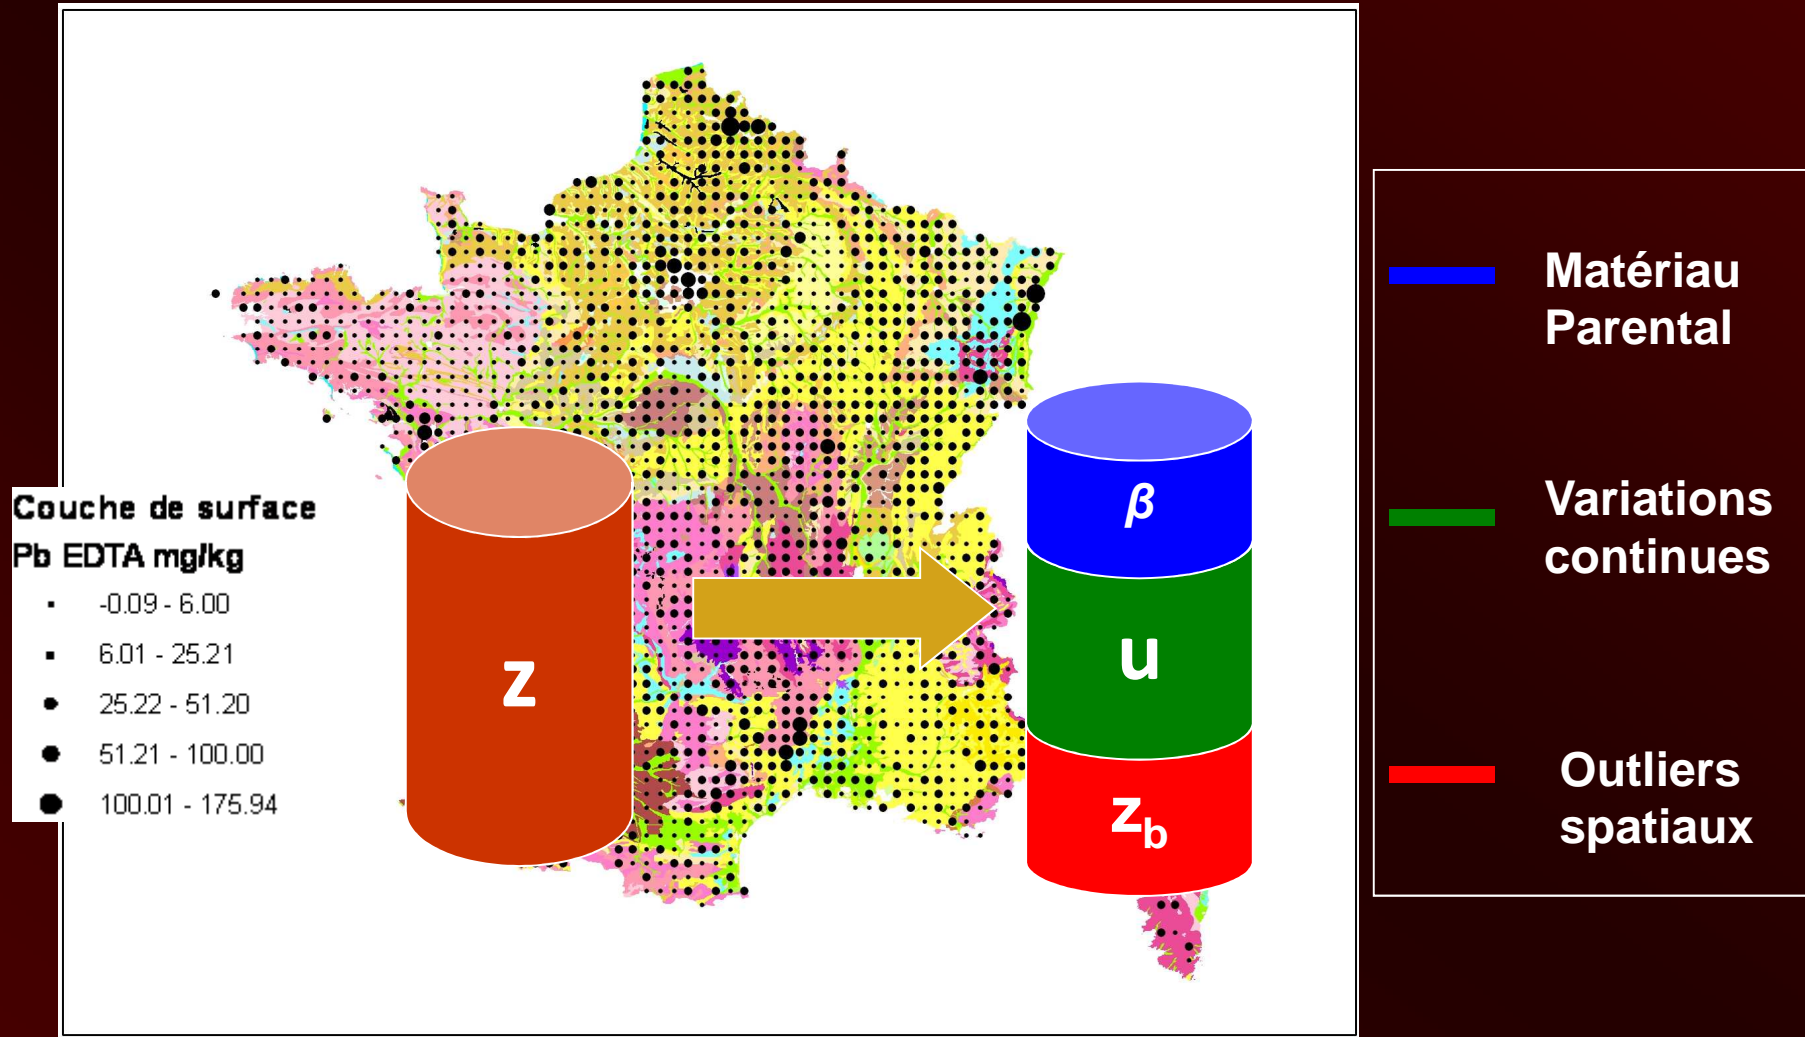 Couche de surface
Pb EDTA mg/kg
-0.09 - 6.00
6.01 - 25.21
25.22 - 51.20
51.21 - 100.00
100.01 - 175.94
z
β
u
zb
Matériau
Parental
Variations
continues
Outliers
spatiaux